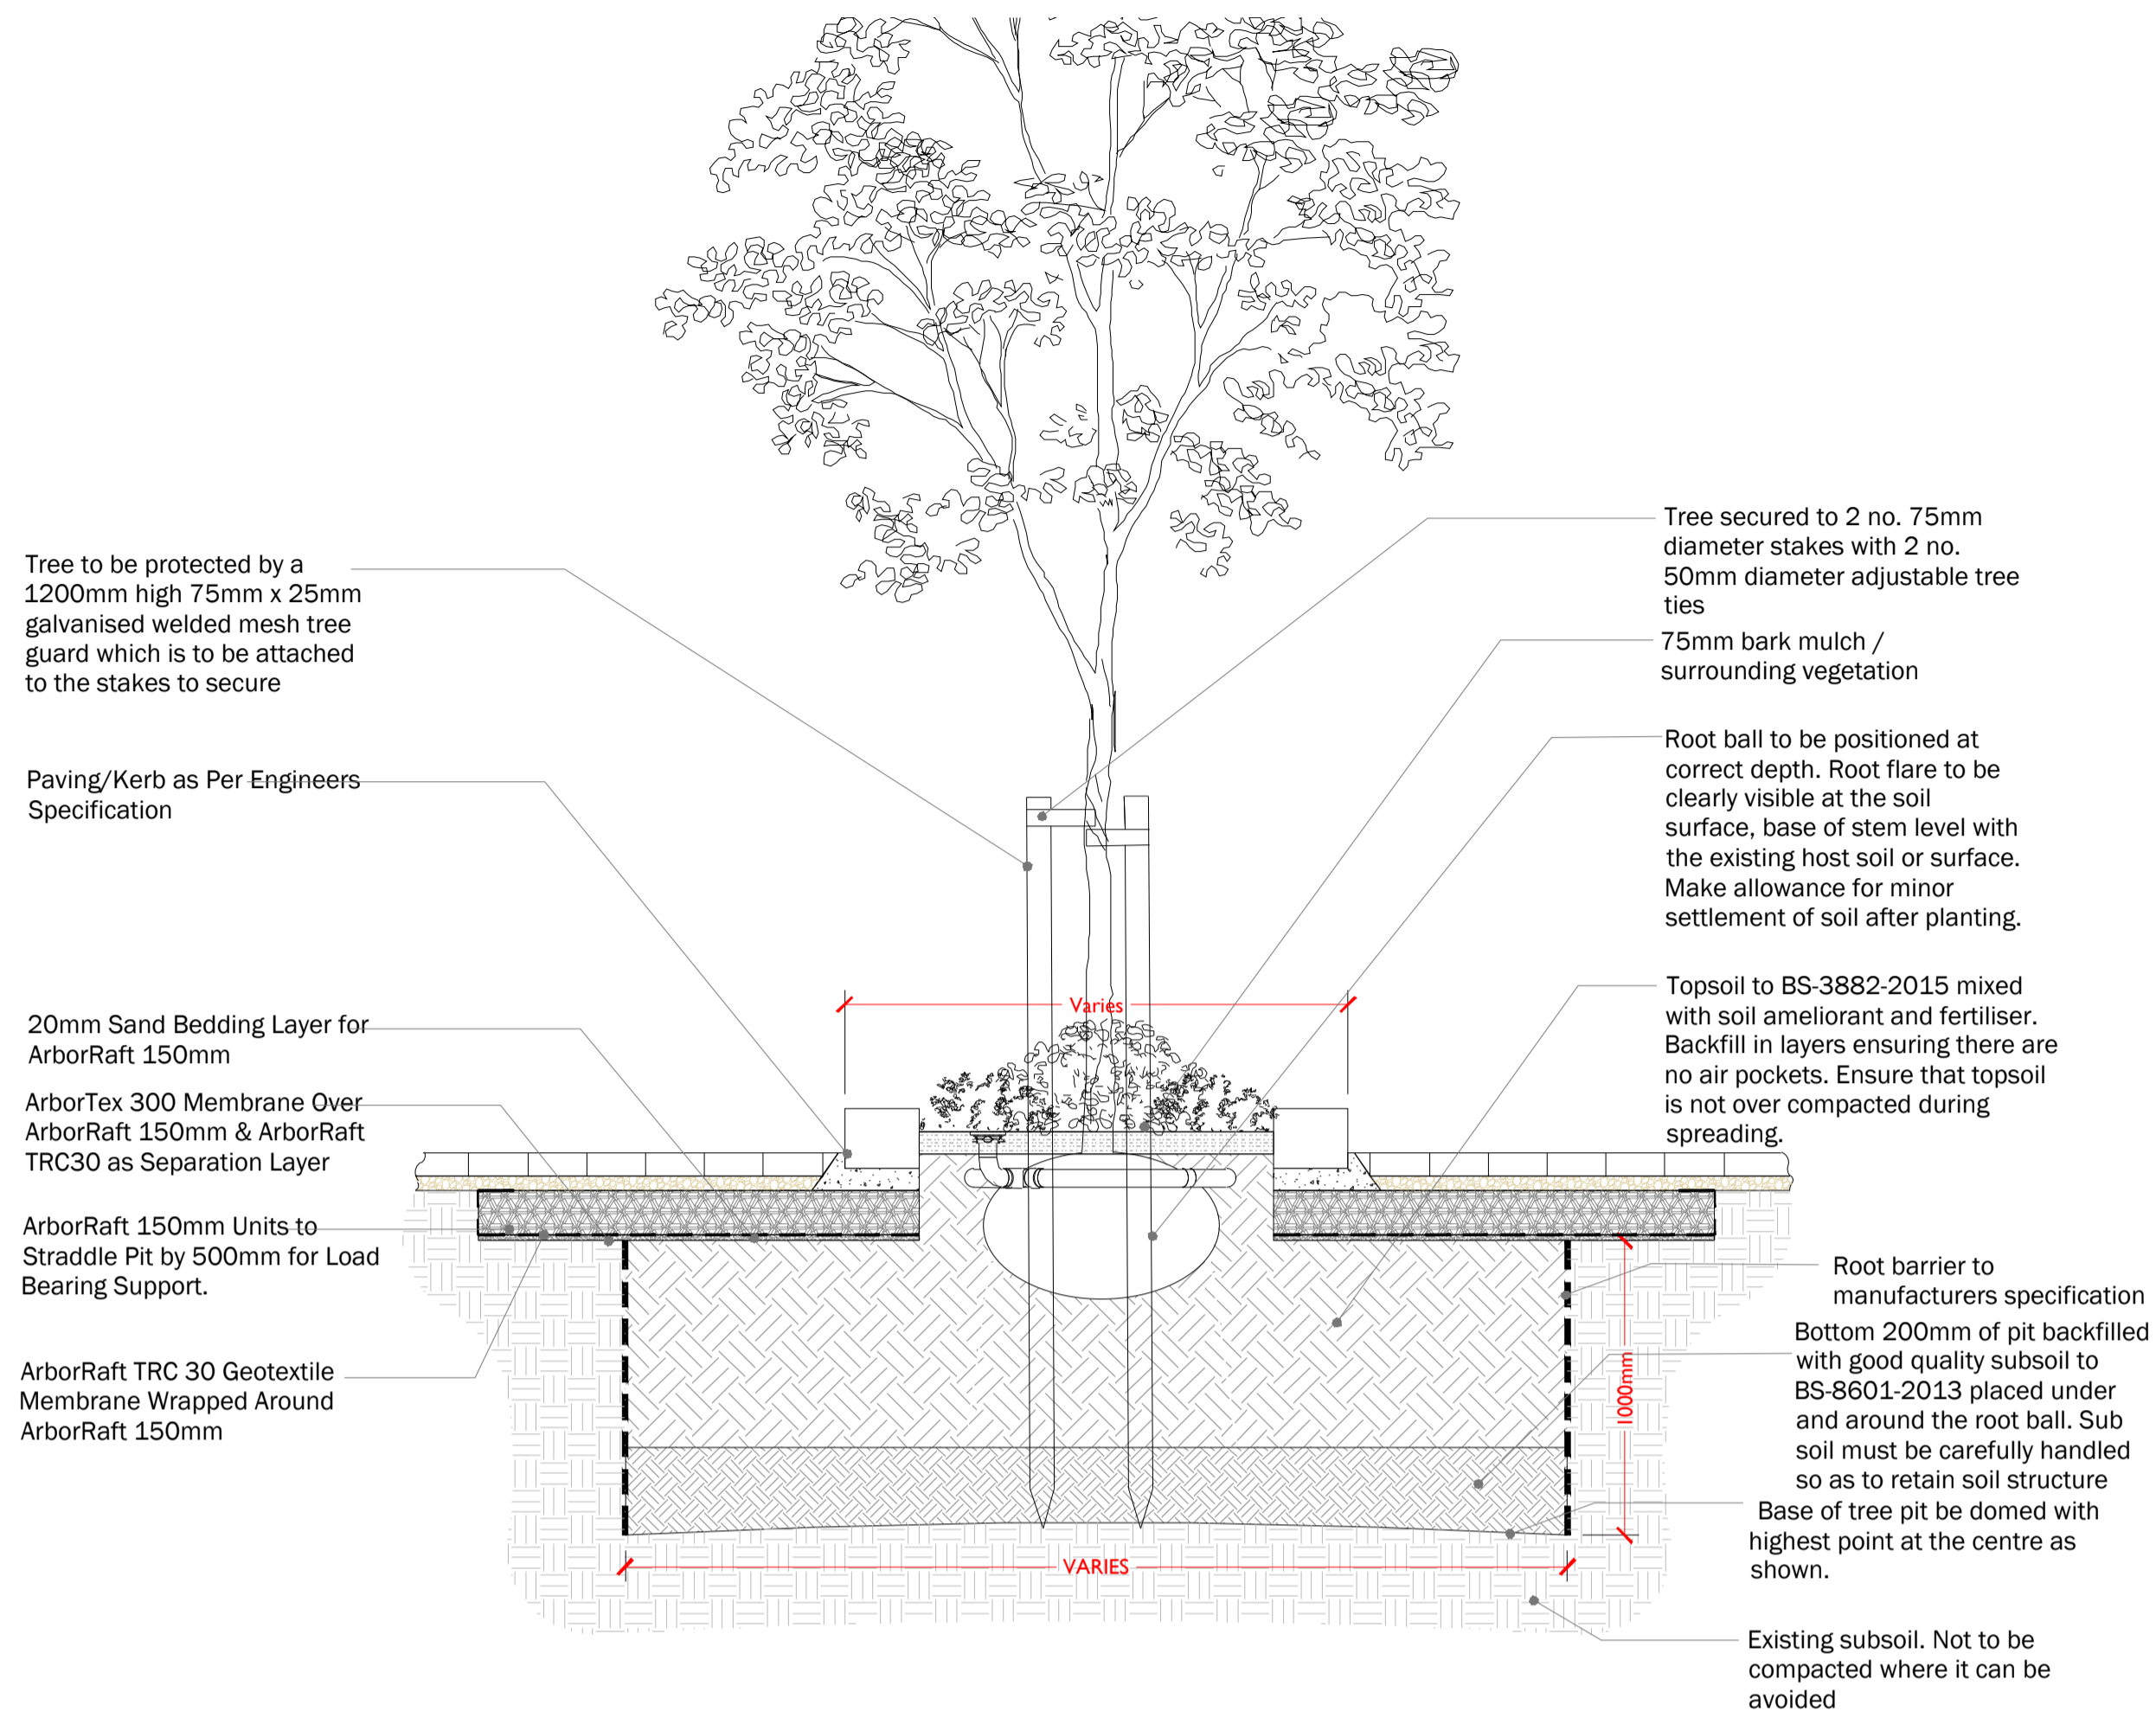 Tree to be protected by a
1200mm high 75mm x 25mm
galvanised welded mesh tree
guard which is to be attached
to the stakes to secure
Paving/Kerb as Per Engineers
Specification
20mm Sand Bedding Layer for
ArborRaft 150mm
ArborTex 300 Membrane Over
ArborRaft 150mm & ArborRaft
TRC30 as Separation Layer
ArborRaft 150mm Units to
Straddle Pit by 500mm for Load
Bearing Support.
ArborRaft TRC 30 Geotextile
Membrane Wrapped Around
ArborRaft 150mm
Varies
VARIES
1000mm
Tree secured to 2 no. 75mm
diameter stakes with 2 no.
50mm diameter adjustable tree
ties
75mm bark mulch /
surrounding vegetation
Root ball to be positioned at
correct depth. Root flare to be
clearly visible at the soil
surface, base of stem level with
the existing host soil or surface.
Make allowance for minor
settlement of soil after planting.
Topsoil to BS-3882-2015 mixed
with soil ameliorant and fertiliser.
Backfill in layers ensuring there are
no air pockets. Ensure that topsoil
is not over compacted during
spreading.
Root barrier to
manufacturers specification
Bottom 200mm of pit backfilled
with good quality subsoil to
BS-8601-2013 placed under
and around the root ball. Sub
soil must be carefully handled
so as to retain soil structure
Base of tree pit be domed with
highest point at the centre as
shown.
Existing subsoil. Not to be
compacted where it can be
avoided